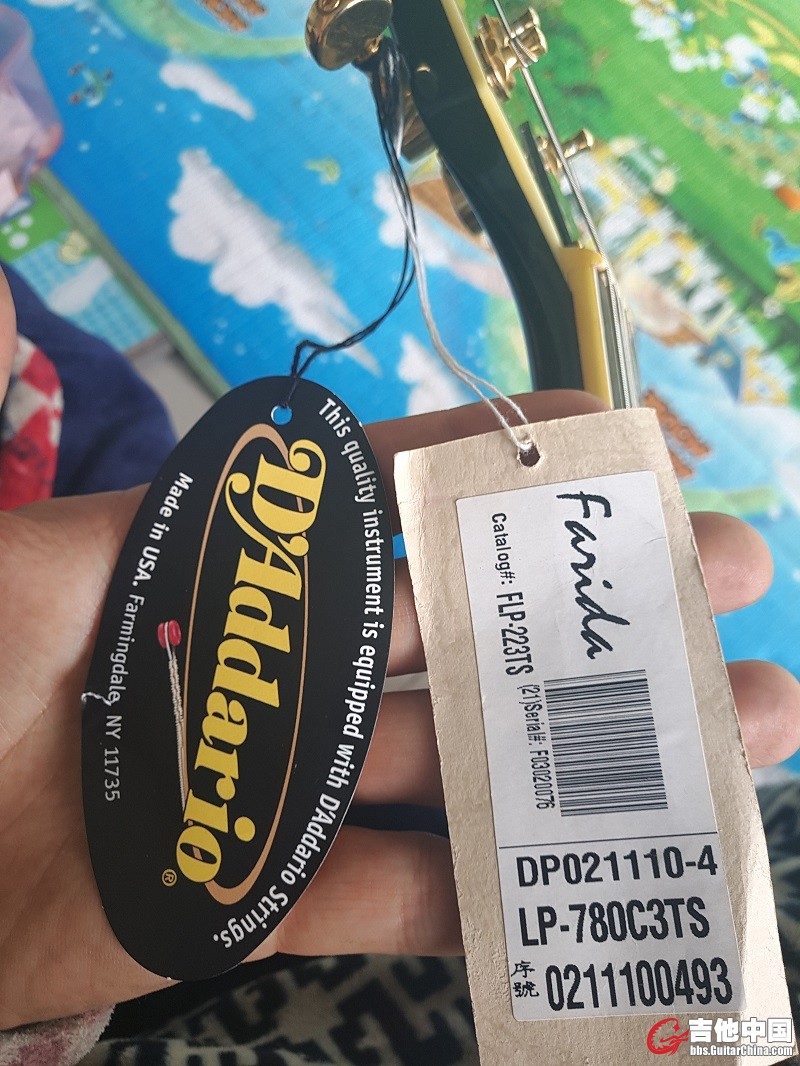 This quality instrument is equipped with D'Addario Strings.
D'Addario®
Made in USA. Farmingdale, NY 11735
Farida
Catalog#: FLP-223TS
(21)Serial#: F03020076
DP021110-4
LP-780C3TS
序號 0211100493
吉他中国
bbs.GuitarChina.com